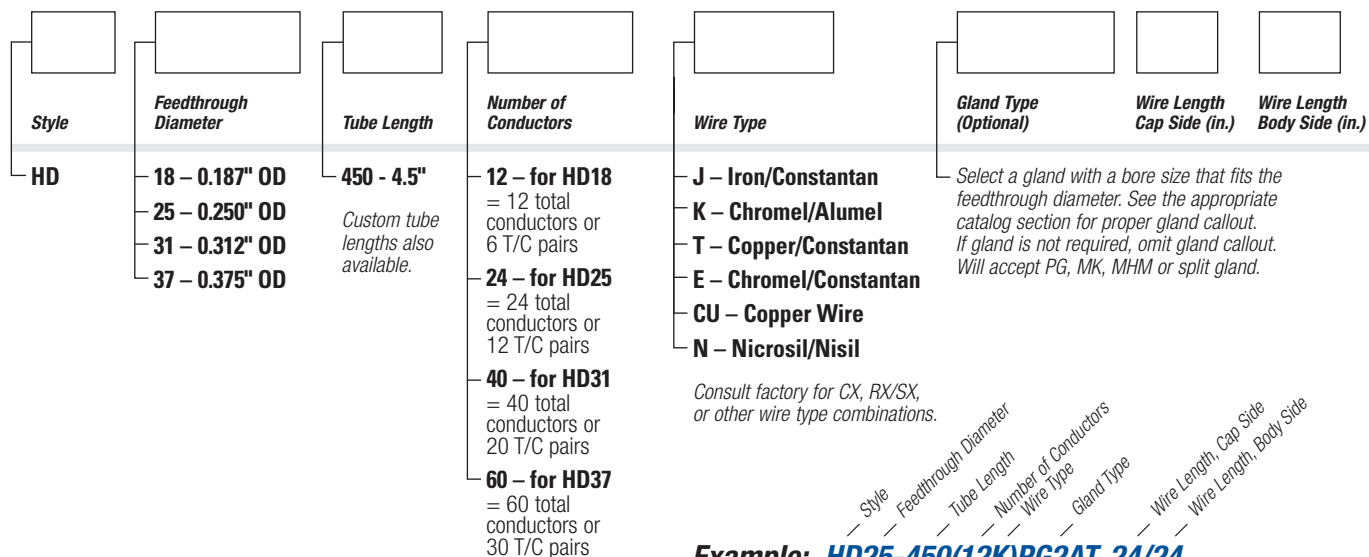 Style
Feedthrough
Diameter
Tube Length
Number of
Conductors
Wire Type
Gland Type
(Optional)
Wire Length
Cap Side (in.)
Wire Length
Body Side (in.)
HD
18 – 0.187" OD
25 – 0.250" OD
31 – 0.312" OD
37 – 0.375" OD
450 - 4.5"
Custom tube
lengths also
available.
12 – for HD18
= 12 total
conductors or
6 T/C pairs
24 – for HD25
= 24 total
conductors or
12 T/C pairs
40 – for HD31
= 40 total
conductors or
20 T/C pairs
60 – for HD37
= 60 total
conductors or
30 T/C pairs
J – Iron/Constantan
K – Chromel/Alumel
T – Copper/Constantan
E – Chromel/Constantan
CU – Copper Wire
N – Nicrosil/Nisil
Consult factory for CX, RX/SX,
or other wire type combinations.
Select a gland with a bore size that fits the
feedthrough diameter. See the appropriate
catalog section for proper gland callout.
If gland is not required, omit gland callout.
Will accept PG, MK, MHM or split gland.
Style
Feedthrough Diameter
Tube Length
Number of Conductors
Wire Type
Gland Type
Wire Length, Cap Side
Wire Length, Body Side
Example: HD25-450(12K)PG2AT, 24/24